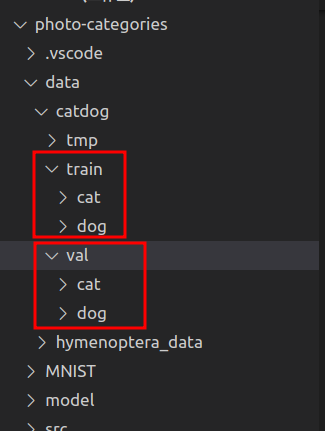 photo-categories
.vscode
data
catdog
tmp
train
cat
dog
val
cat
dog
hymenoptera_data
MNIST
model
src